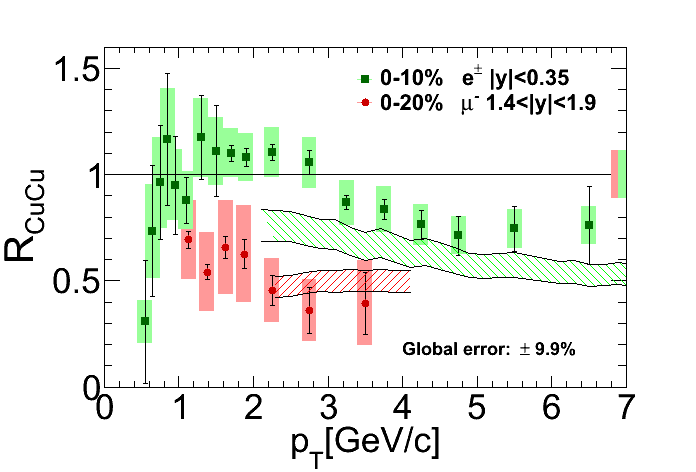 1.5
0-10% e± |y|<0.35
0-20% μ- 1.4<|y|<1.9
1
RCuCu
0.5
Global error: ± 9.9%
0
0 1 2 3 4 5 6 7
pT[GeV/c]